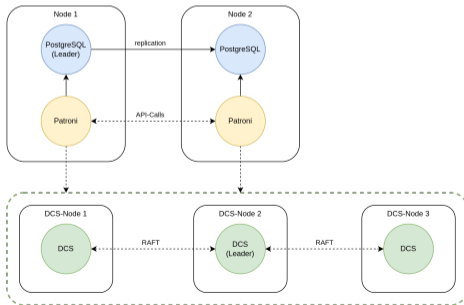 Node 1
Node 2
PostgreSQL
(Leader)
replication
PostgreSQL
Patroni
API-Calls
Patroni
DCS-Node 1
DCS-Node 2
DCS-Node 3
DCS
RAFT
DCS
(Leader)
RAFT
DCS